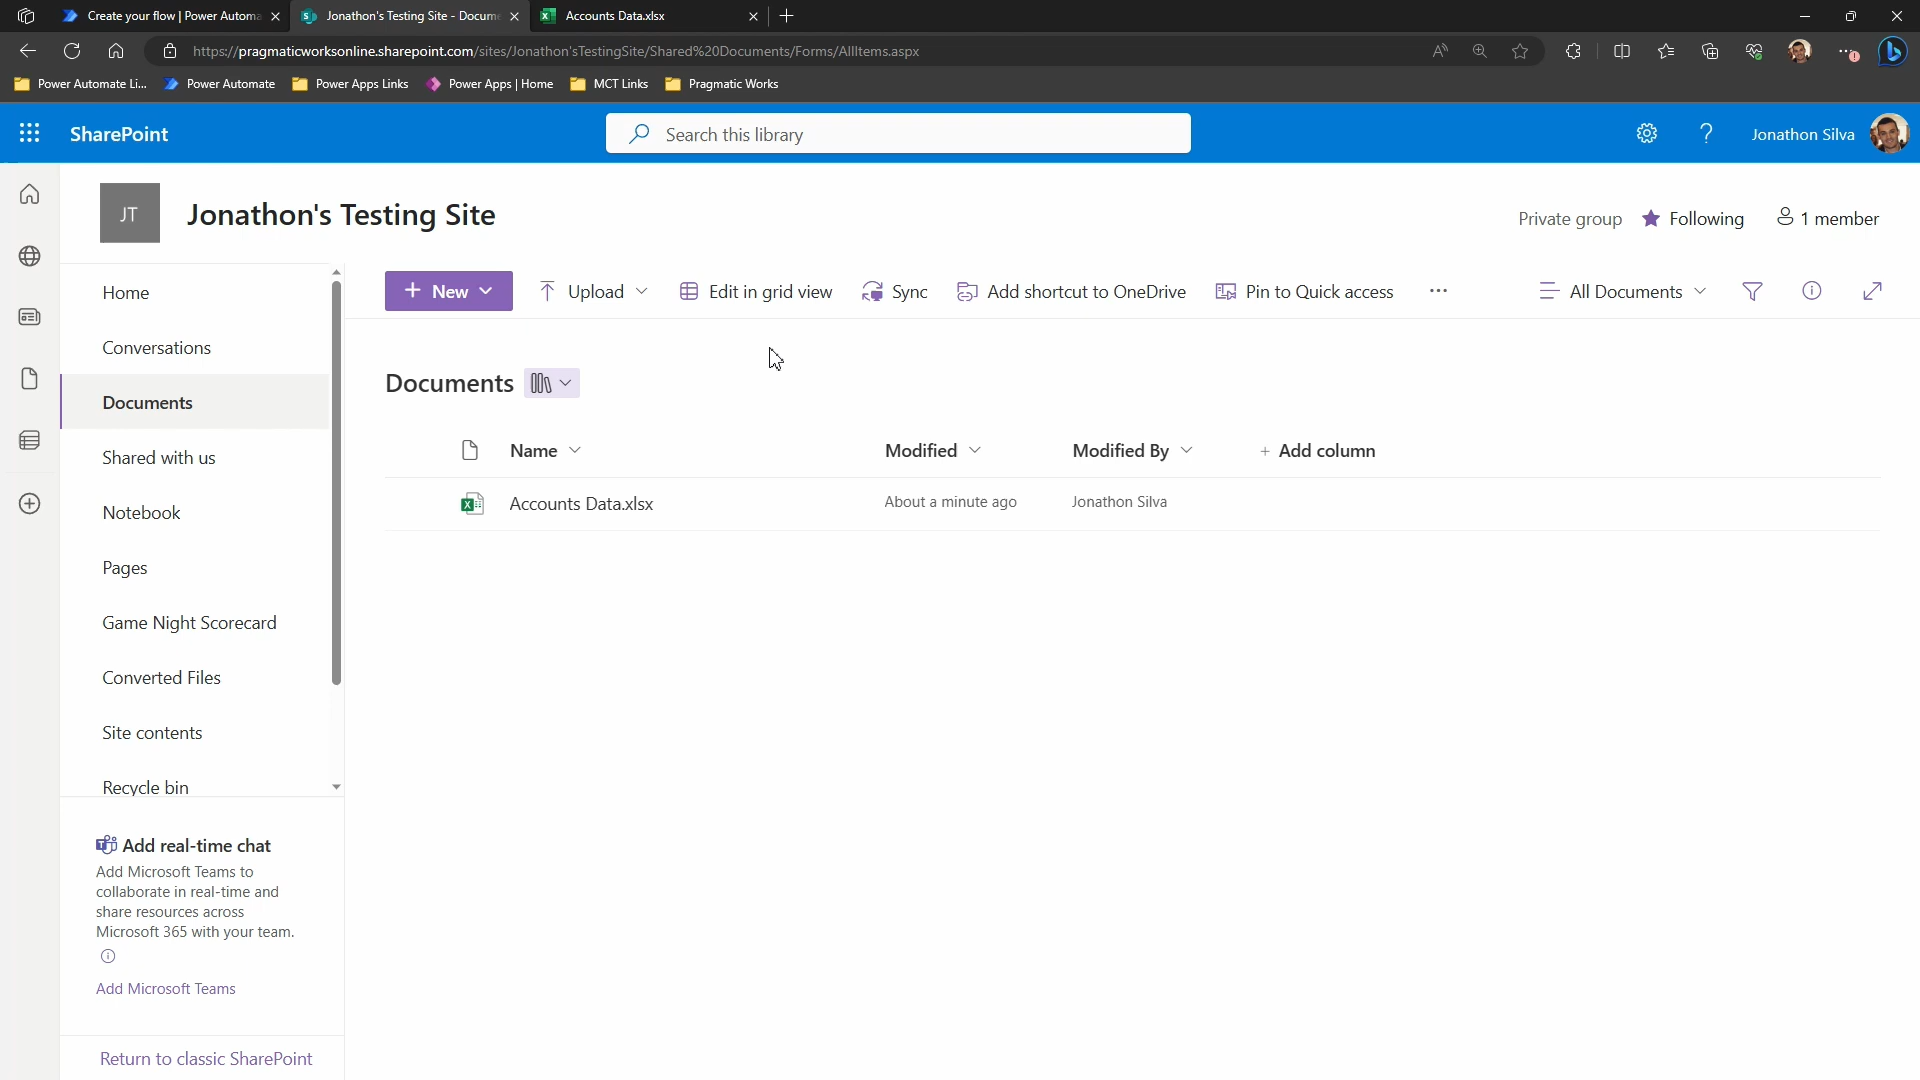 Create your flow | Power Automa
Jonathon's Testing Site - Docume
Accounts Data.xlsx
https://pragmaticworksonline.sharepoint.com/sites/Jonathon'sTestingSite/Shared%20Documents/Forms/AllItems.aspx
Power Automate Li...
Power Automate
Power Apps Links
Power Apps | Home
MCT Links
Pragmatic Works
SharePoint
Search this library
Jonathon Silva
JT
Jonathon's Testing Site
Private group
Following
1 member
Home
Conversations
Documents
Shared with us
Notebook
Pages
Game Night Scorecard
Converted Files
Site contents
Recycle bin
Add real-time chat
Add Microsoft Teams to
collaborate in real-time and
share resources across
Microsoft 365 with your team.
Add Microsoft Teams
Return to classic SharePoint
+ New
Upload
Edit in grid view
Sync
Add shortcut to OneDrive
Pin to Quick access
...
All Documents
Documents
Name
Modified
Modified By
+ Add column
Accounts Data.xlsx
About a minute ago
Jonathon Silva